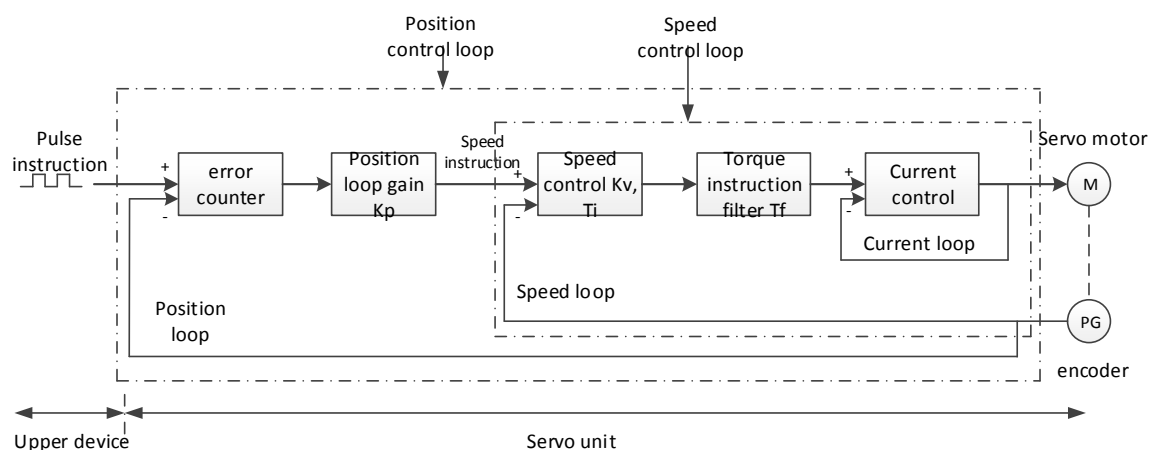 Position
control loop
Speed
control loop
Pulse
instruction
+
-
error
counter
Position
loop gain
Kp
Speed
instruction
+
-
Speed
control Kv,
Ti
Torque
instruction
filter Tf
+
-
Current
control
Servo motor
M
Current loop
Speed loop
Position
loop
PG
encoder
Upper device
Servo unit